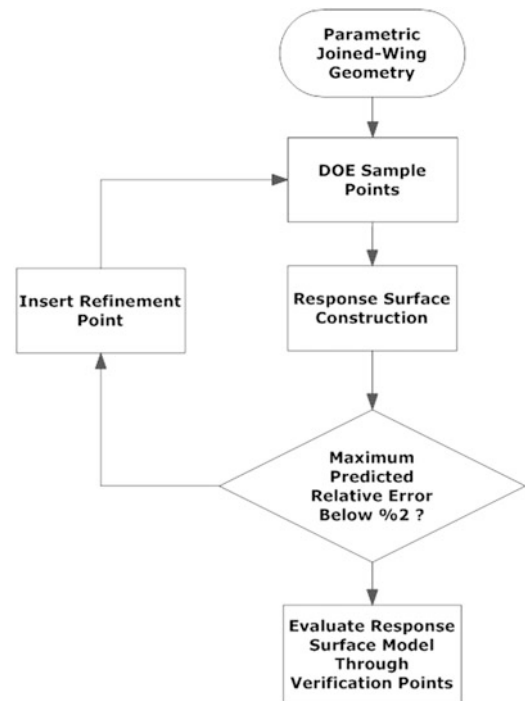 Parametric
Joined-Wing
Geometry
DOE Sample
Points
Insert Refinement
Point
Response Surface
Construction
Maximum
Predicted
Relative Error
Below %2 ?
Evaluate Response
Surface Model
Through
Verification Points